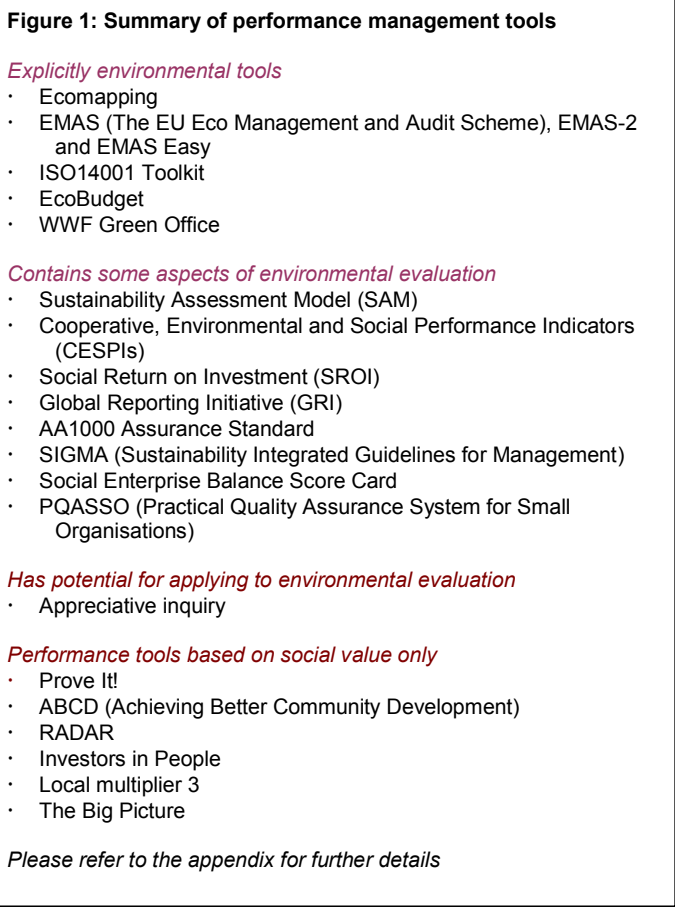 Figure 1: Summary of performance management tools
Explicitly environmental tools
· Ecomapping
· EMAS (The EU Eco Management and Audit Scheme), EMAS-2
and EMAS Easy
· ISO14001 Toolkit
· EcoBudget
· WWF Green Office
Contains some aspects of environmental evaluation
· Sustainability Assessment Model (SAM)
· Cooperative, Environmental and Social Performance Indicators
(CESPIs)
· Social Return on Investment (SROI)
· Global Reporting Initiative (GRI)
· AA1000 Assurance Standard
· SIGMA (Sustainability Integrated Guidelines for Management)
· Social Enterprise Balance Score Card
· PQASSO (Practical Quality Assurance System for Small
Organisations)
Has potential for applying to environmental evaluation
· Appreciative inquiry
Performance tools based on social value only
· Prove It!
· ABCD (Achieving Better Community Development)
· RADAR
· Investors in People
· Local multiplier 3
· The Big Picture
Please refer to the appendix for further details